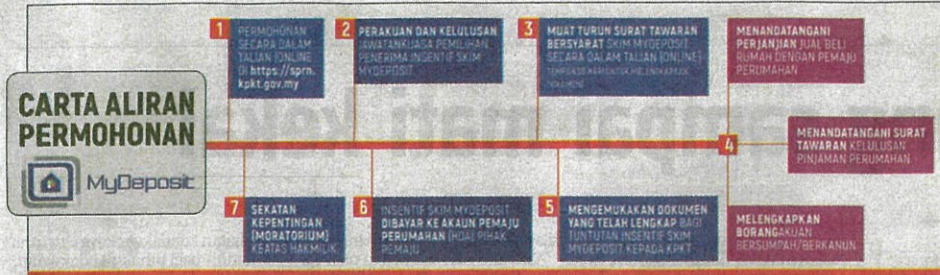 CARTA ALIRAN
PERMOHONAN
MyDeposit
1
PERMOHONAN
SECARA DALAM
TALIAN (ONLINE)
DI https://sprn.
kpkt.gov.my
2
PERAKUAN DAN KELULUSAN
JAWATANKUASA PEMILIHAN
PENERIMA INSENTIF SKIM
MYDEPOSIT
3
MUAT TURUN SURAT TAWARAN
BERSYARAT SKIM MYDEPOSIT
SECARA DALAM TALIAN (ONLINE)
MENANDATANGANI
PERJANJIAN JUAL BELI
RUMAH DENGAN PEMAJU
PERUMAHAN
4
MENANDATANGANI SURAT
TAWARAN KELULUSAN
PINJAMAN PERUMAHAN
MELENGKAPKAN
BORANG AKUAN
BERSUMPAH/BERKANUN
5
MENGEMUKAKAN DOKUMEN
YANG TELAH LENGKAP BAGI
TUNTUTAN INSENTIF SKIM
MYDEPOSIT KEPADA KPKT
6
INSENTIF SKIM MYDEPOSIT
DIBAYAR KE AKAUN PEMAJU
PERUMAHAN (HDA) PIHAK
PEMAJU
7
SEKATAN
KEPENTINGAN
(MORATORIUM)
KEATAS HAKMILIK